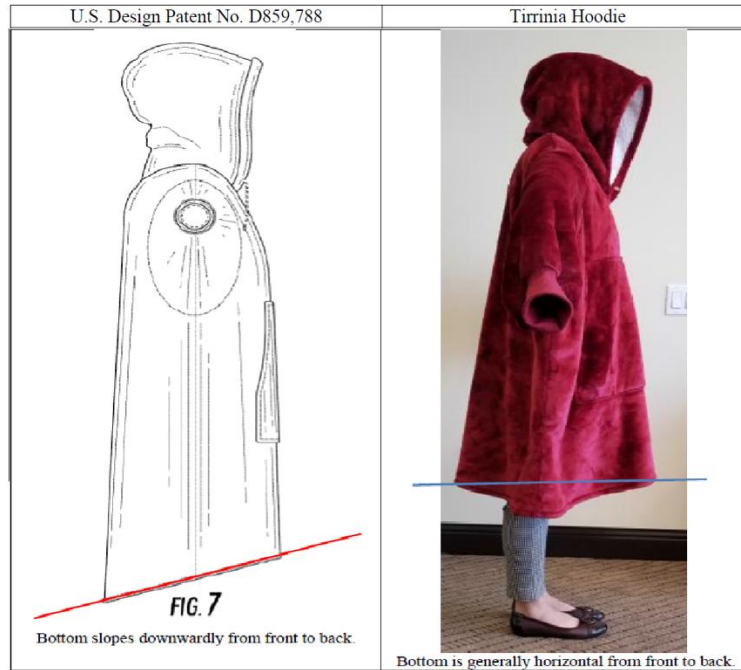 U.S. Design Patent No. D859,788
Tirrinia Hoodie
FIG. 7
Bottom slopes downwardly from front to back.
Bottom is generally horizontal from front to back.